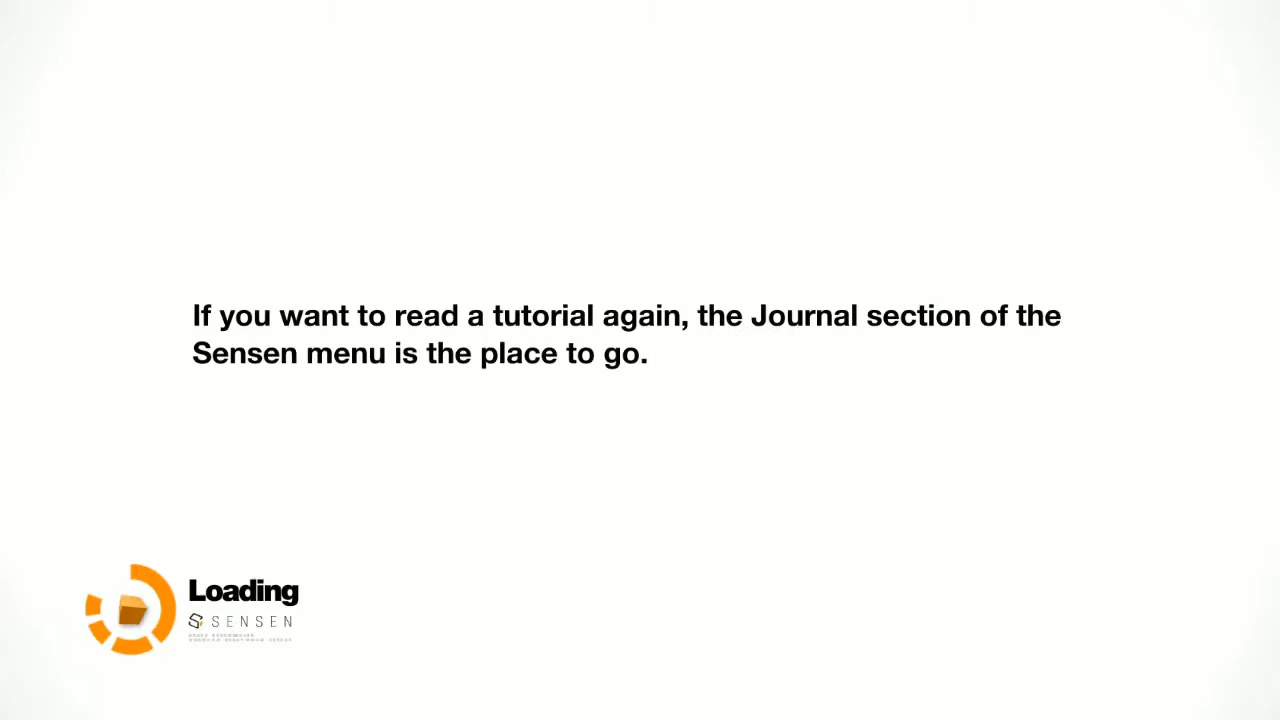 If you want to read a tutorial again, the Journal section of the
Sensen menu is the place to go.
Loading
SENSEN